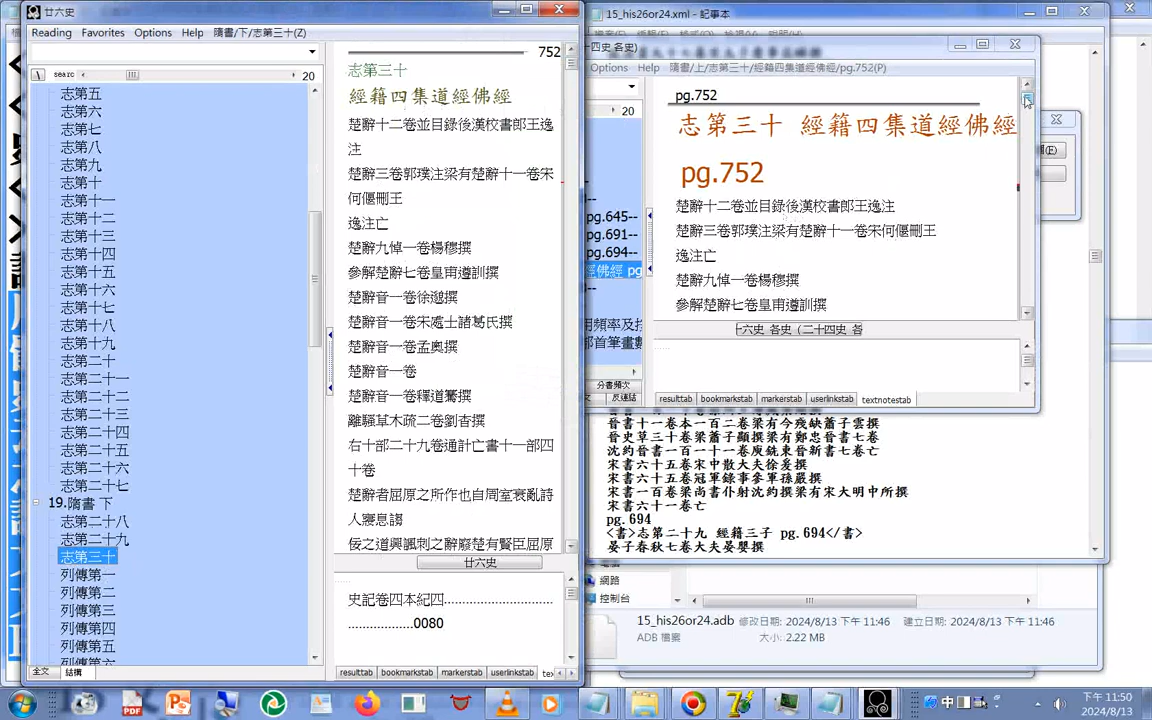 廿六史
Reading Favorites Options Help 隋書/下/志第三十(Z)
searc 20
志第五
志第六
志第七
志第八
志第九
志第十
志第十一
志第十二
志第十三
志第十四
志第十五
志第十六
志第十七
志第十八
志第十九
志第二十
志第二十一
志第二十二
志第二十三
志第二十四
志第二十五
志第二十六
志第二十七
19.隋書 下
志第二十八
志第二十九
志第三十
列傳第一
列傳第二
列傳第三
列傳第四
列傳第五
列傳第六
全文 結構
752
志第三十
經籍四集道經佛經
楚辭十二卷並目錄後漢校書郎王逸
注
楚辭三卷郭璞注梁有楚辭十一卷宋
何偃刪王
逸注亡
楚辭九悼一卷楊穆撰
參解楚辭七卷皇甫遵訓撰
楚辭音一卷徐邈撰
楚辭音一卷宋處士諸葛氏撰
楚辭音一卷孟奧撰
楚辭音一卷
楚辭音一卷釋道騫撰
離騷草木疏二卷劉杳撰
右十部二十九卷通計亡書十一部四
十卷
楚辭者屈原之所作也自周室衰亂詩
人寢息謗
佞之道興諷刺之辭廢楚有賢臣屈原
廿六史
史記卷四本紀四
0080
resulttab bookmarkstab markerstab userlinkstab
15_his26or24.xml - 記事本
四史 各史)
Options Help 隋書/上/志第三十/經籍四集道經佛經/pg.752(P)
20
pg.645--
pg.691--
pg.694--
經佛經 pg
分書頻次
反連結
pg.752
志第三十 經籍四集道經佛經
pg.752
楚辭十二卷並目錄後漢校書郎王逸注
楚辭三卷郭璞注梁有楚辭十一卷宋何偃刪王
逸注亡
楚辭九悼一卷楊穆撰
參解楚辭七卷皇甫遵訓撰
六史 各史 (二十四史 各
resulttab bookmarkstab markerstab userlinkstab textnotestab
晉書十一卷本一百二卷梁有今殘缺蕭子雲撰
晉史草三十卷梁蕭子顯撰梁有鄭忠晉書七卷
沈約晉書一百一十一卷庾銑東晉新書七卷亡
宋書六十五卷宋中散大夫徐爰撰
宋書六十五卷冠軍錄事參軍孫嚴撰
宋書一百卷梁尚書仆射沈約撰梁有宋大明中所撰
宋書六十一卷亡
pg.694
<書>志第二十九 經籍三子 pg.694</書>
晏子春秋七卷大夫晏嬰撰
網路
控制台
15_his26or24.adb 修改日期: 2024/8/13 下午 11:46 建立日期: 2024/8/13 下午 11:46
ADB 檔案 大小: 2.22 MB
下午 11:50
2024/8/13